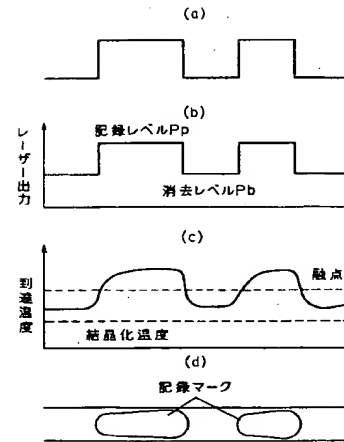 (a)
(b)
レーザー出力
記録レベルPp
消去レベルPb
(c)
到達温度
融点
結晶化温度
(d)
記録マーク